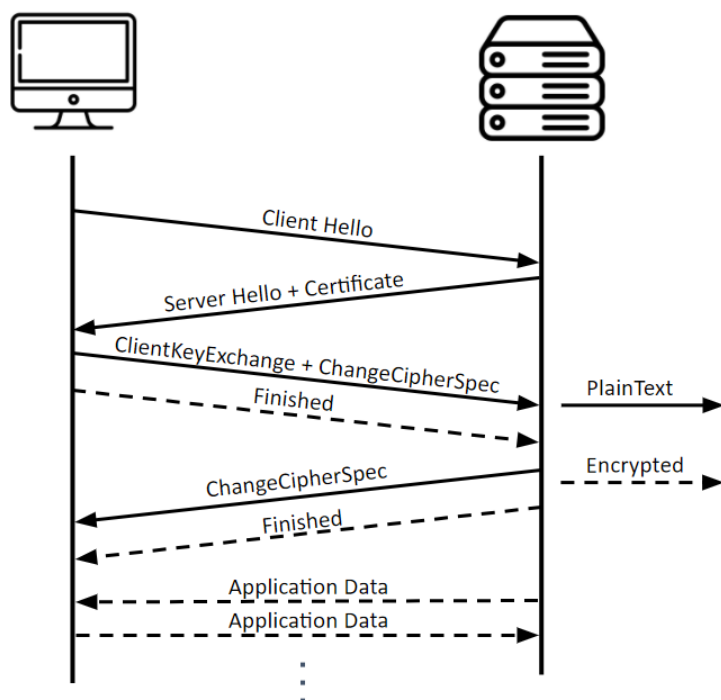 Client Hello
Server Hello + Certificate
ClientKeyExchange + ChangeCipherSpec
Finished
PlainText
Encrypted
ChangeCipherSpec
Finished
Application Data
Application Data